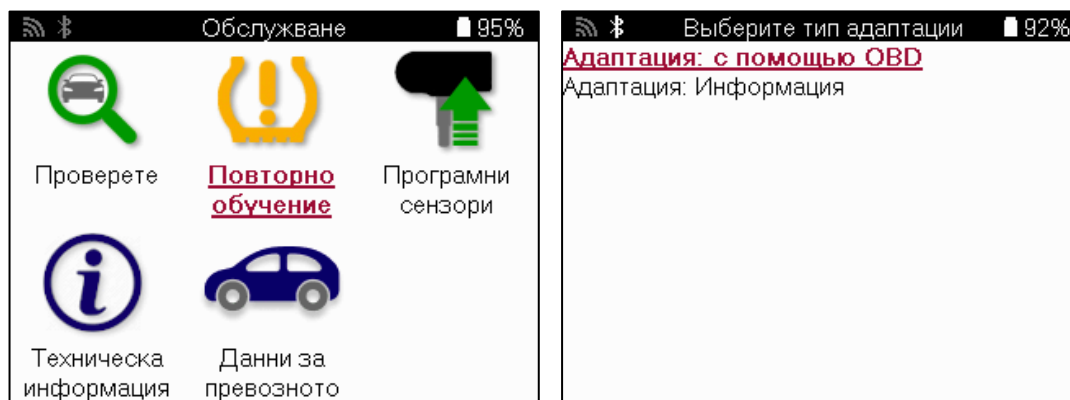 Обслужване 95%
Проверете
Повторно
обучение
Програмни
сензори
Техническа
информация
Данни за
превозното
Выберите тип адаптации 92%
Адаптация: с помощью OBD
Адаптация: Информация